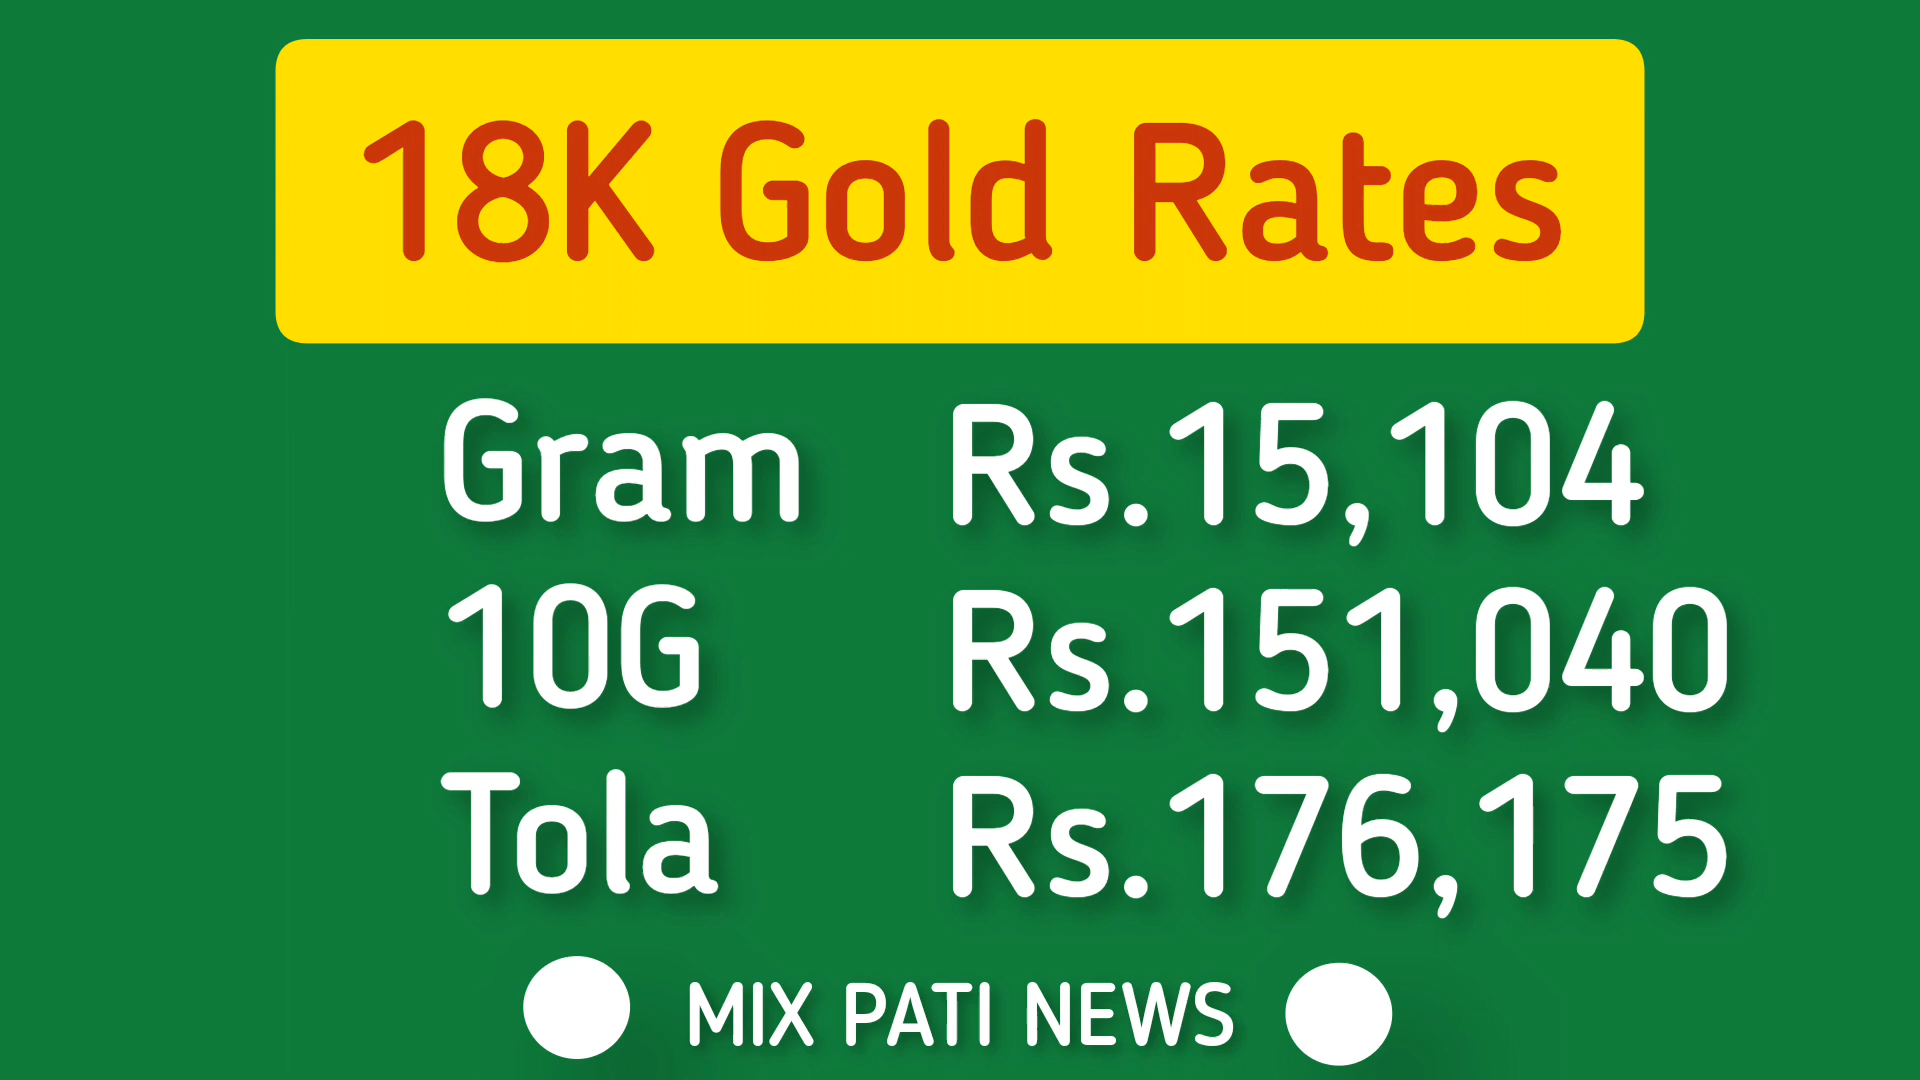 18K Gold Rates
Gram Rs.15,104
10G Rs.151,040
Tola Rs.176,175
MIX PATI NEWS